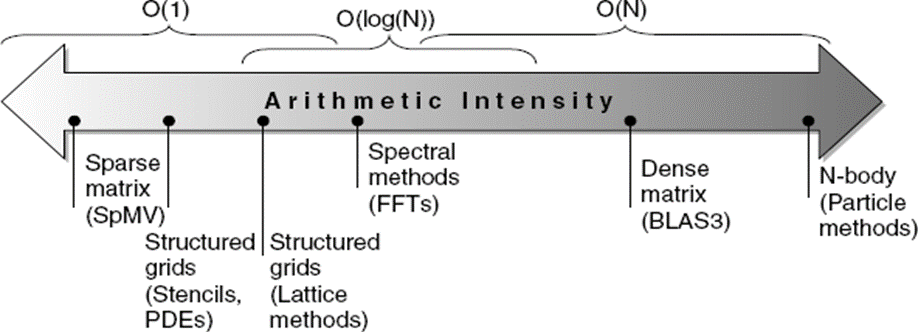 O(1)
O(log(N))
O(N)
Arithmetic Intensity
Sparse
matrix
(SpMV)
Structured
grids
(Stencils,
PDEs)
Structured
grids
(Lattice
methods)
Spectral
methods
(FFTs)
Dense
matrix
(BLAS3)
N-body
(Particle
methods)